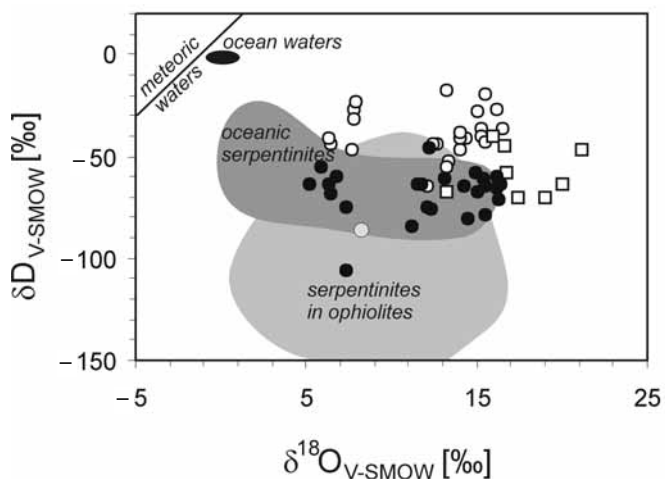 meteoric
waters
ocean waters
oceanic
serpentinites
serpentinites
in ophiolites
0
−50
−100
−150
−5
5
15
25
δD V-SMOW [‰]
δ18O V-SMOW [‰]